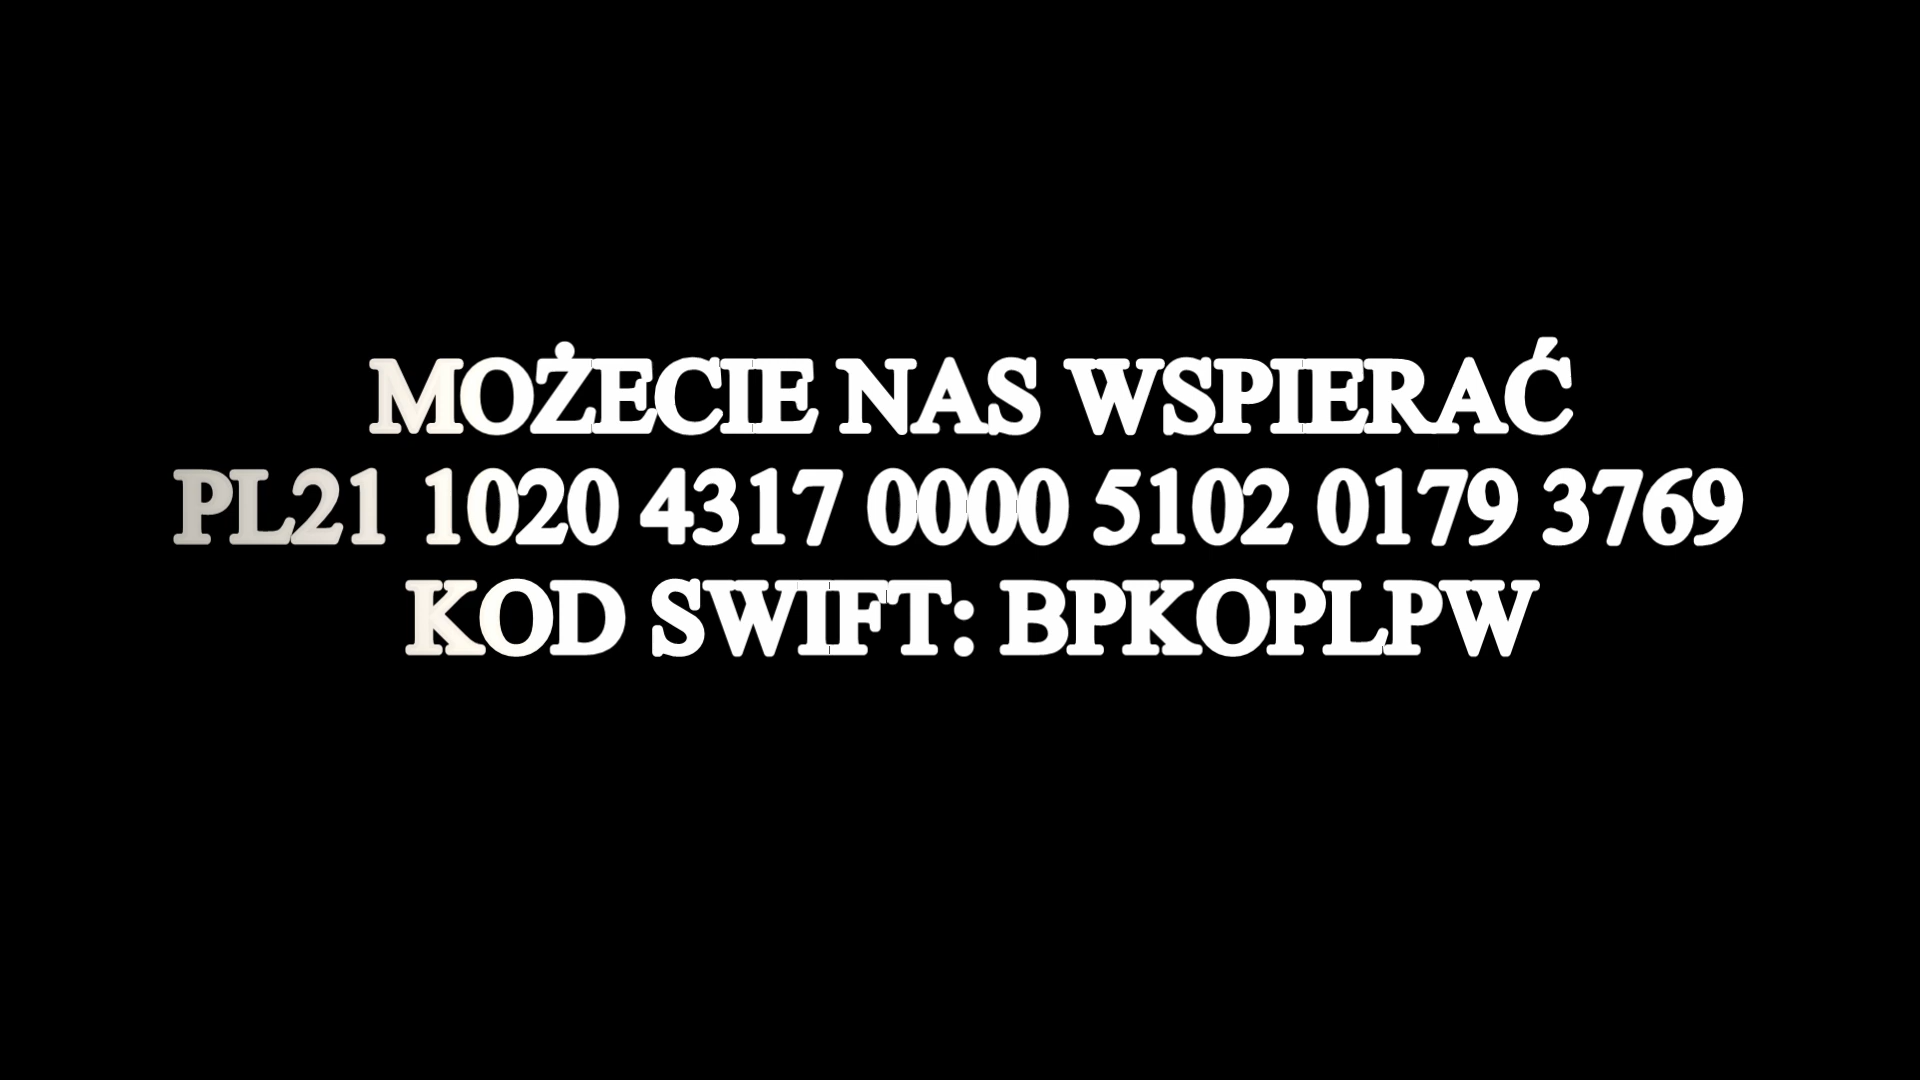 MOŻECIE NAS WSPIERAĆ
PL21 1020 4317 0000 5102 0179 3769
KOD SWIFT: BPKOPLPW